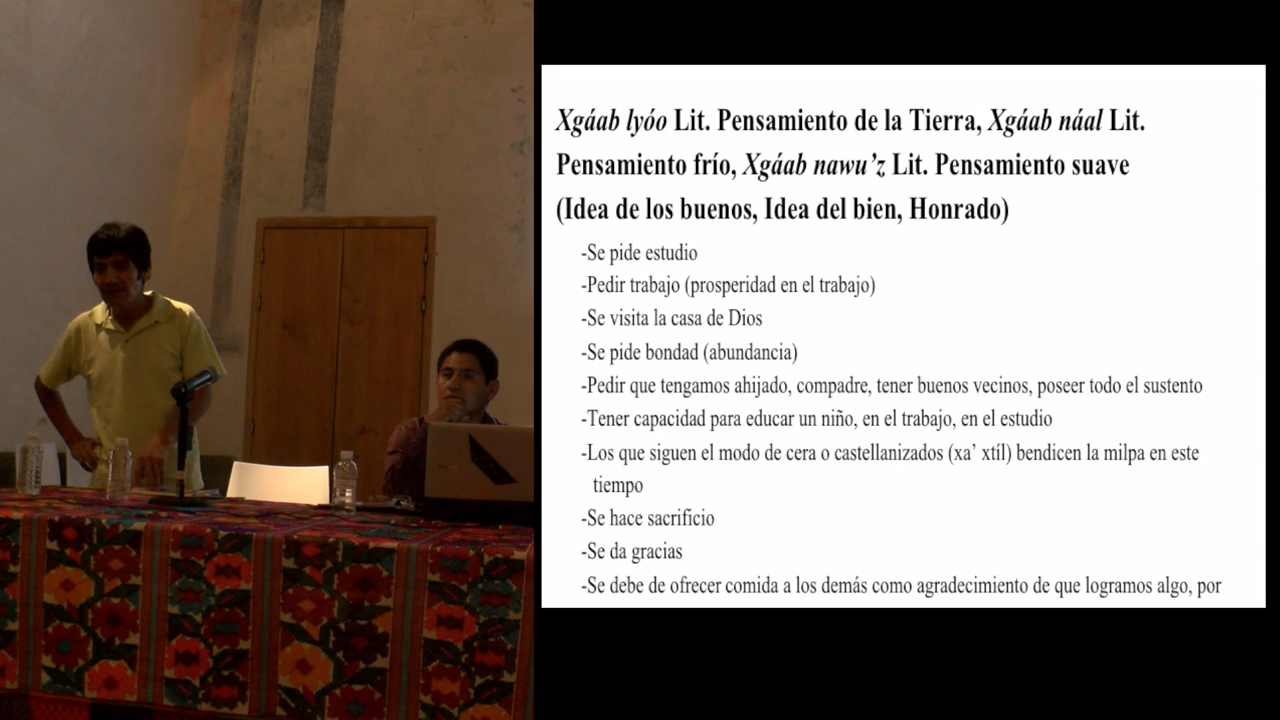 Xgáab lyóo Lit. Pensamiento de la Tierra, Xgáab náal Lit.
Pensamiento frío, Xgáab nawu’z Lit. Pensamiento suave
(Idea de los buenos, Idea del bien, Honrado)
-Se pide estudio
-Pedir trabajo (prosperidad en el trabajo)
-Se visita la casa de Dios
-Se pide bondad (abundancia)
-Pedir que tengamos ahijado, compadre, tener buenos vecinos, poseer todo el sustento
-Tener capacidad para educar un niño, en el trabajo, en el estudio
-Los que siguen el modo de cera o castellanizados (xa’ xtíl) bendicen la milpa en este
tiempo
-Se hace sacrificio
-Se da gracias
-Se debe de ofrecer comida a los demás como agradecimiento de que logramos algo, por